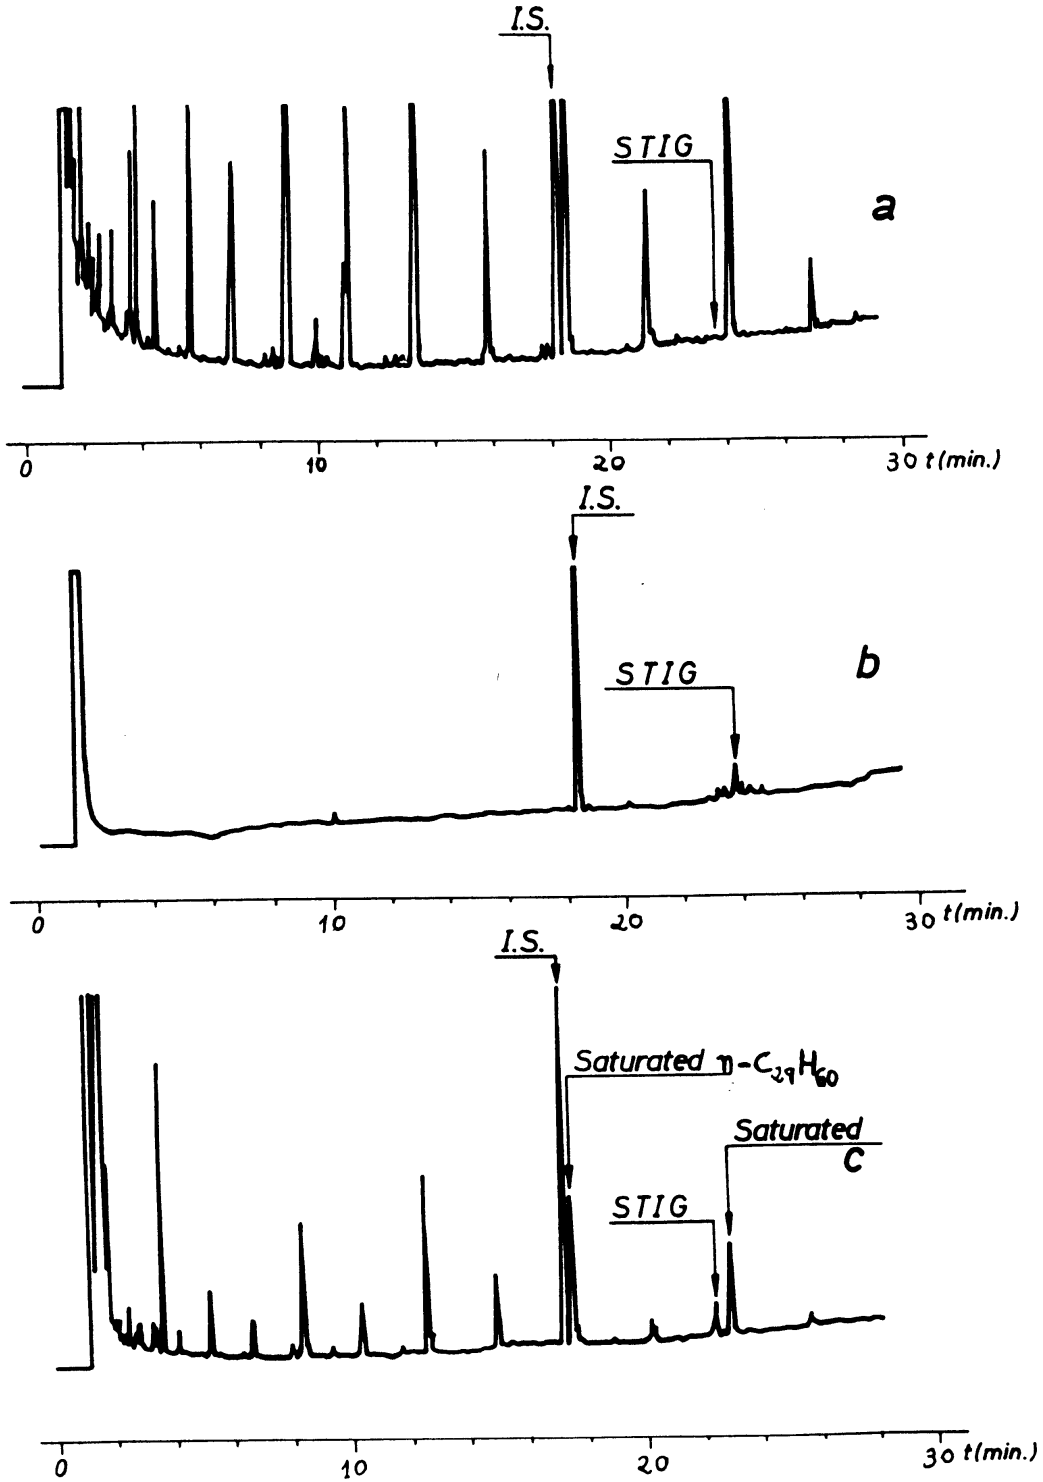 I.S.
STIG
a
0 10 20 30 t(min.)
I.S.
STIG
b
0 10 20 30 t(min.)
I.S.
Saturated n-C29H60
Saturated
C
STIG
0 10 20 30 t(min.)